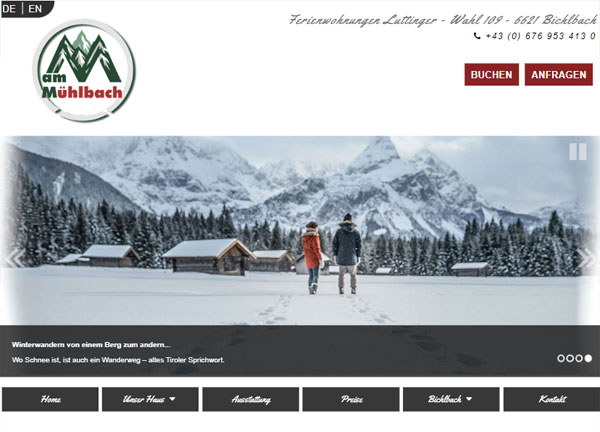 DE | EN
Ferienwohnungen Luttinger - Wahl 109 - 6621 Bichlbach
+43 (0) 676 953 413 0
am
Mühlbach
BUCHEN
ANFRAGEN
Winterwandern von einem Berg zum andern...
Wo Schnee ist, ist auch ein Wanderweg – altes Tiroler Sprichwort.
Home
Unser Haus
Ausstattung
Preise
Bichlbach
Kontakt